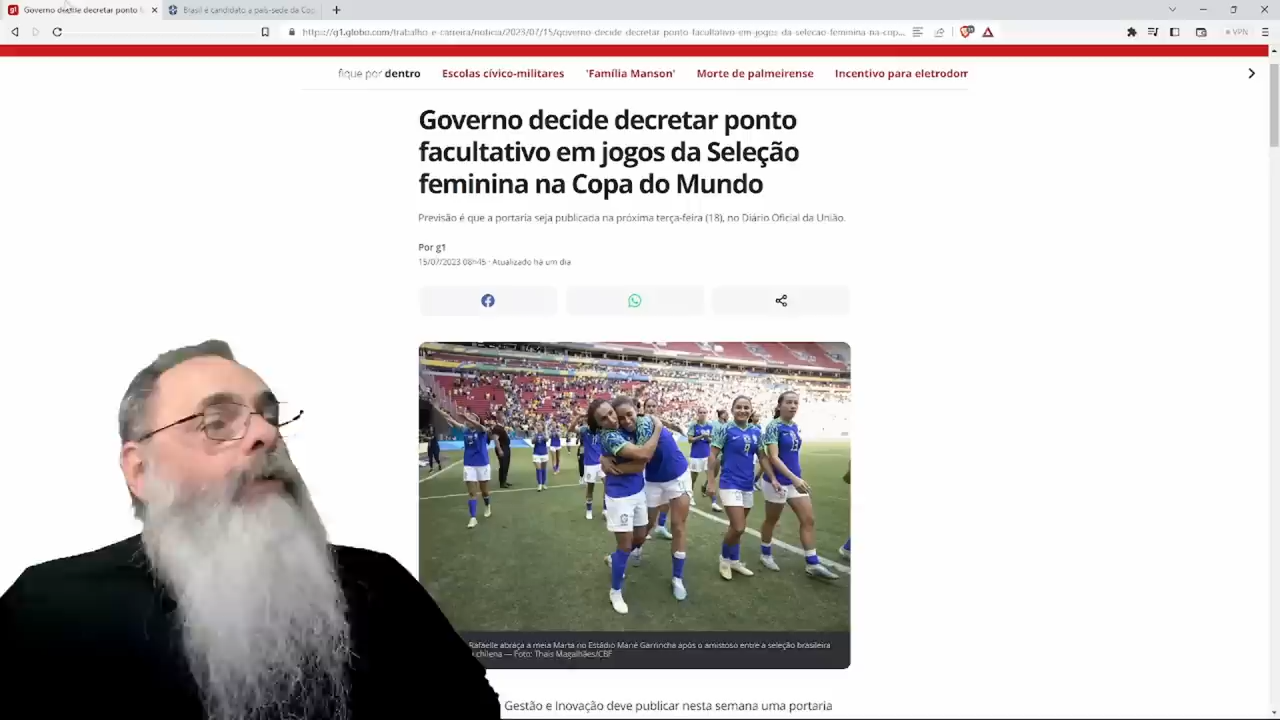 Governo decide decretar ponto
Brasil é candidato a país-sede da Cop
https://g1.globo.com/trabalho-e-carreira/noticia/2023/07/15/governo-decide-decretar-ponto-facultativo-em-jogos-da-selecao-feminina-na-cop...
VPN
fique por dentro
Escolas cívico-militares
'Família Manson'
Morte de palmeirense
Incentivo para eletrodom
Governo decide decretar ponto
facultativo em jogos da Seleção
feminina na Copa do Mundo
Previsão é que a portaria seja publicada na próxima terça-feira (18), no Diário Oficial da União.
Por g1
15/07/2023 08h45 · Atualizado há um dia
Rafaelle abraça a meia Marta no Estádio Mané Garrincha após o amistoso entre a seleção brasileira
chilena — Foto: Thais Magalhães/CBF
Gestão e Inovação deve publicar nesta semana uma portaria